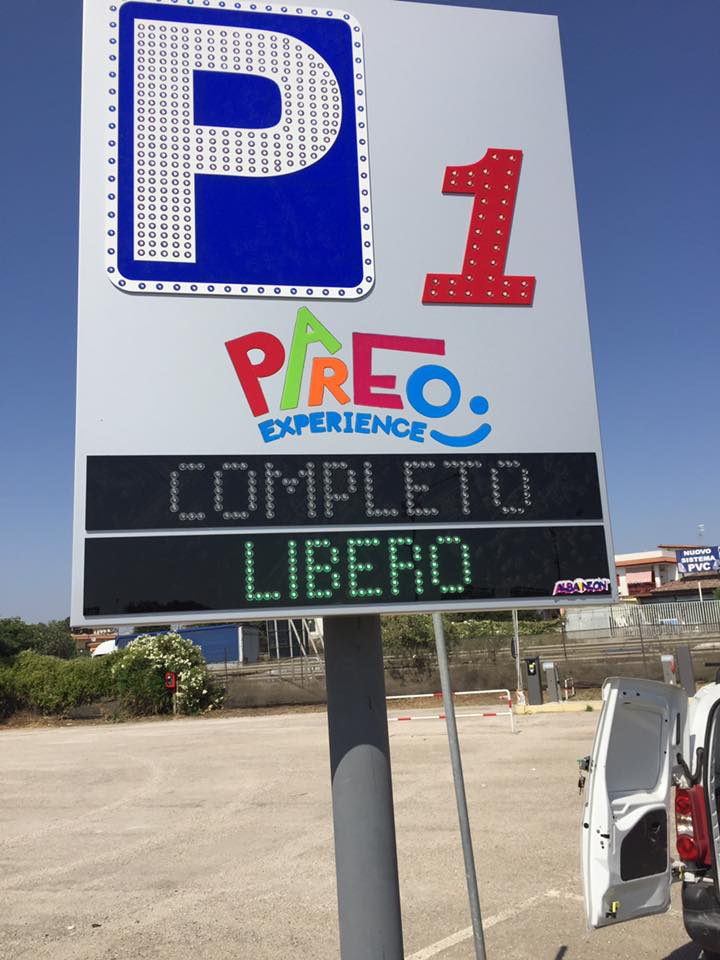 P 1
PAREO
EXPERIENCE
COMPLETO
LIBERO
NUOVO
SISTEMA
PVC